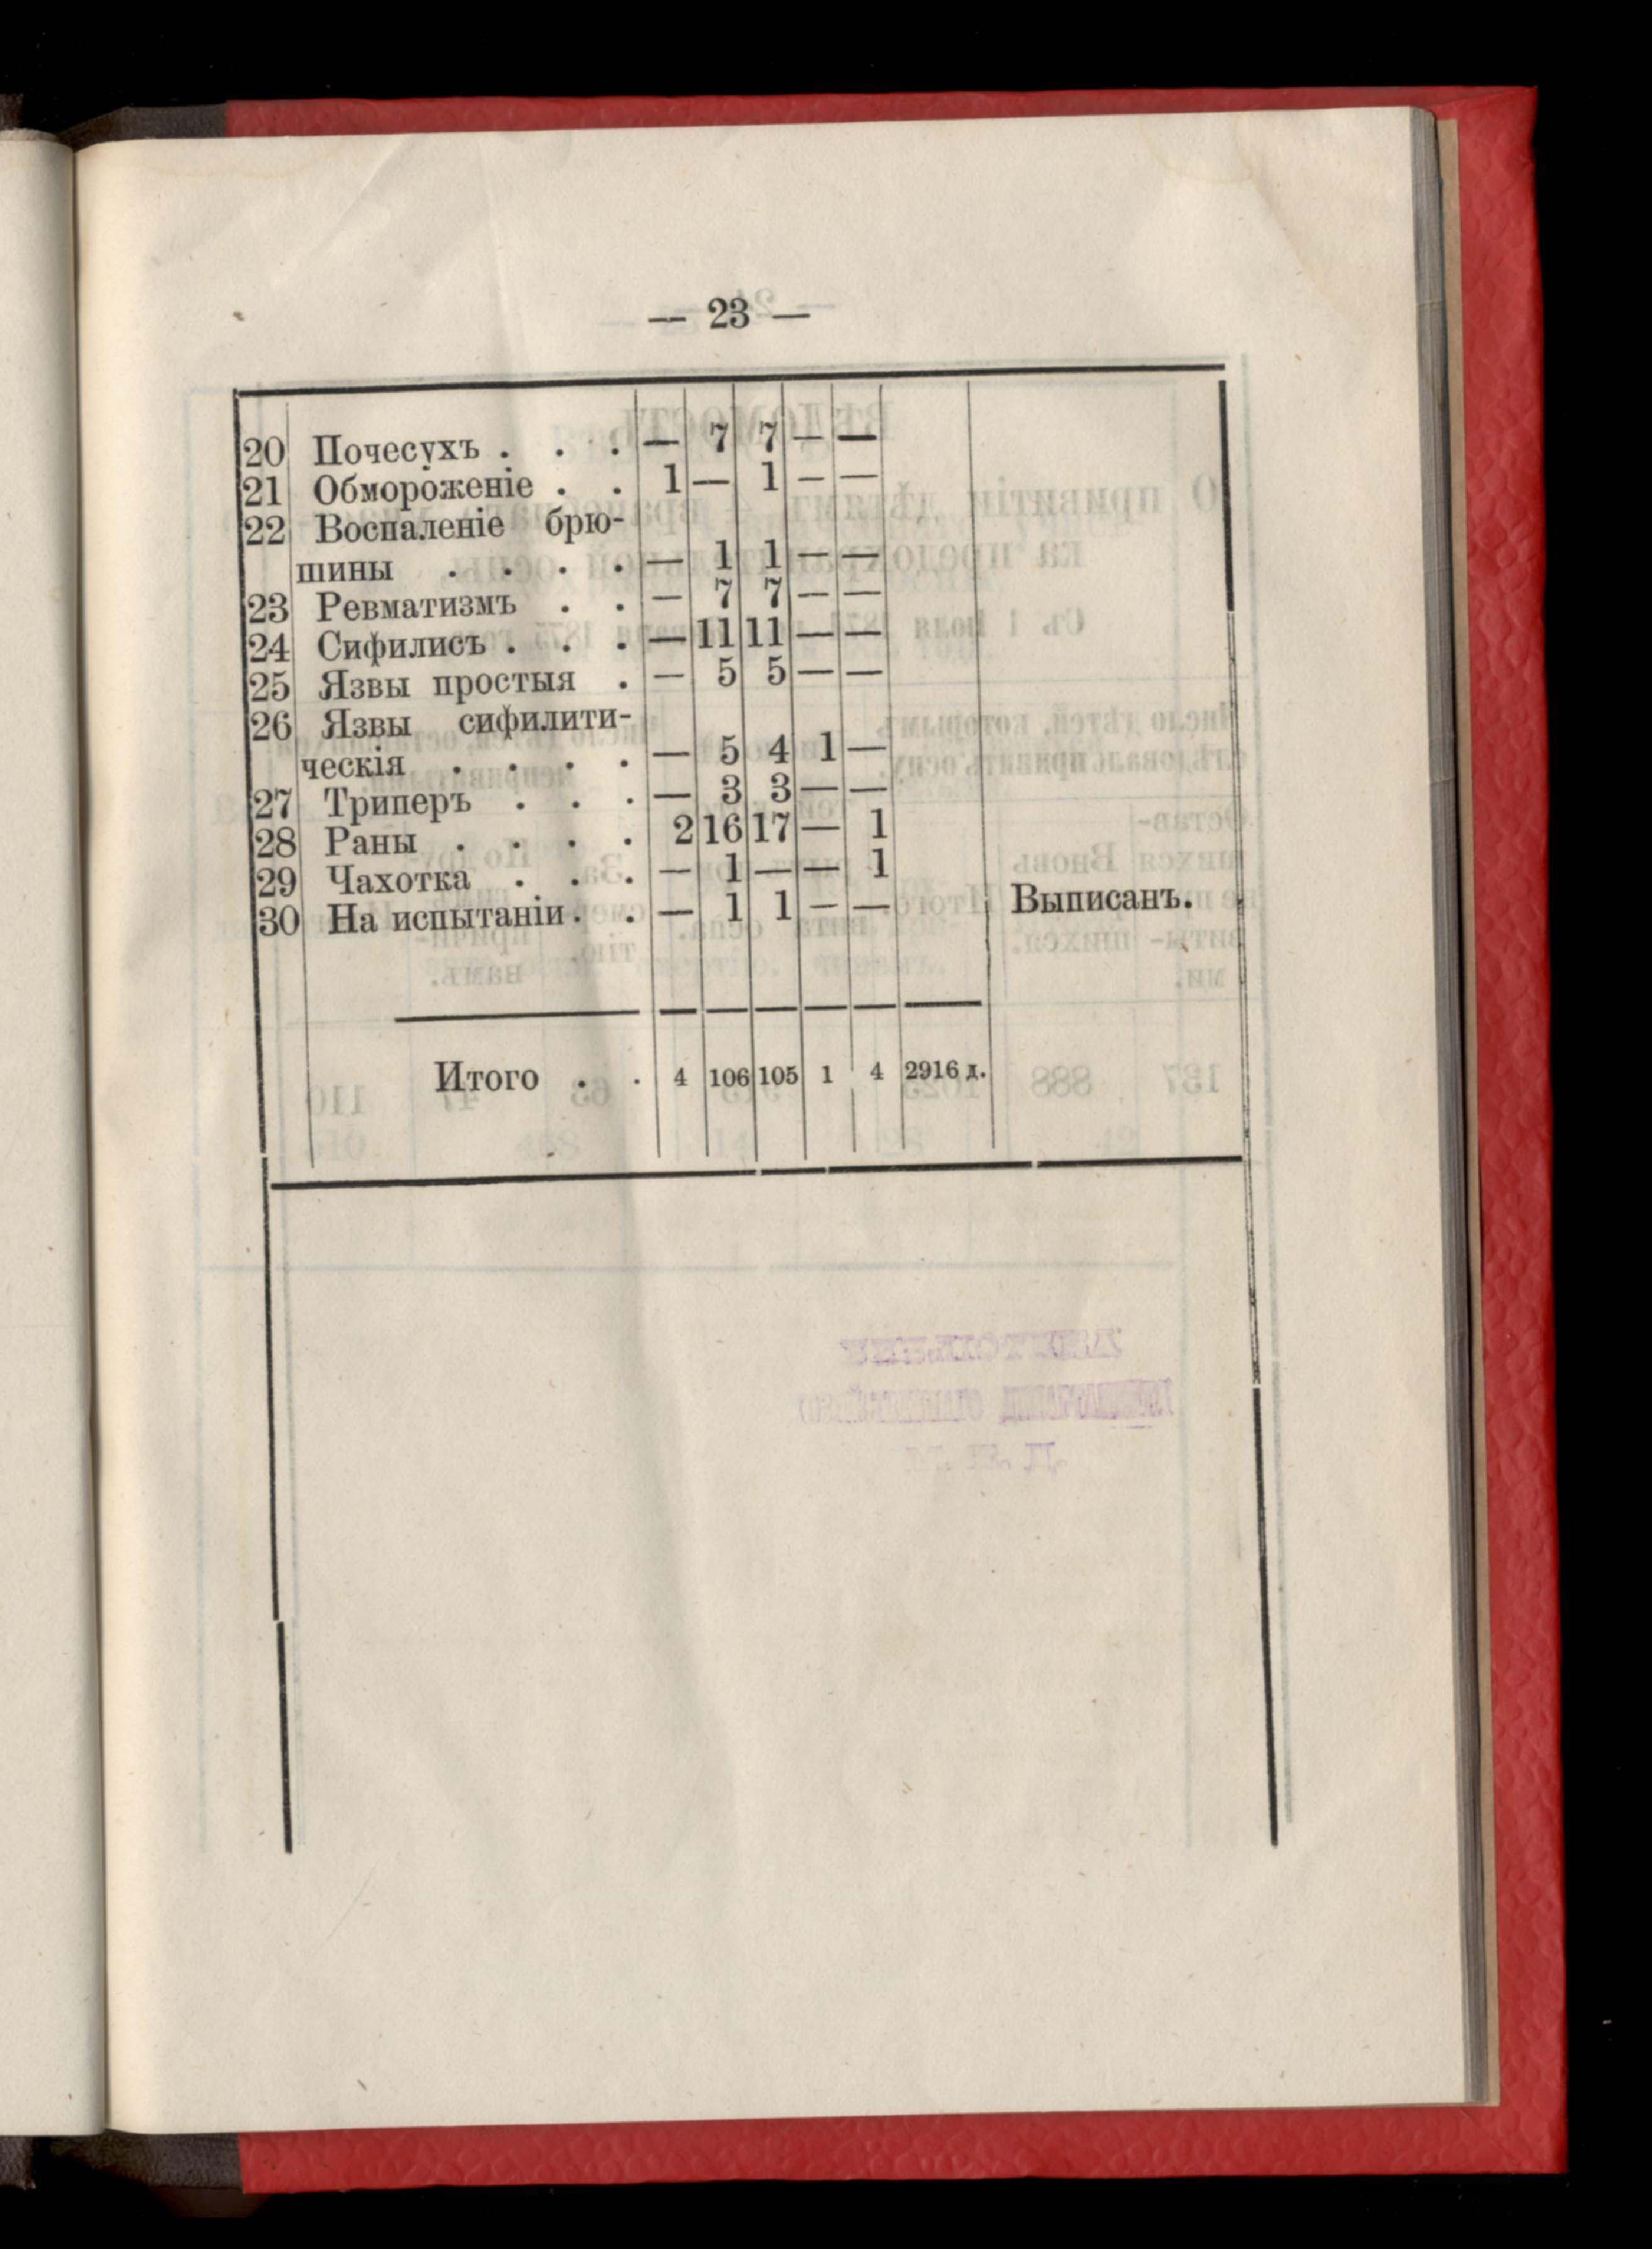 — 23 —
20 Почесухъ . . . — 7 7 — —
21 Обмороженіе . . 1 — 1 — —
22 Воспаленіе брю-
шины . . . . — 1 1 — —
23 Ревматизмъ . . — 7 7 — —
24 Сифилисъ . . . — 11 11 — —
25 Язвы простыя . — 5 5 — —
26 Язвы сифилити-
ческія . . . . — 5 4 1 —
27 Триперъ . . . — 3 3 — —
28 Раны . . . . 2 16 17 — 1
29 Чахотка . . . — 1 — — 1
30 На испытаніи . . — 1 1 — — Выписанъ.
Итого . . 4 106 105 1 4 2916 д.